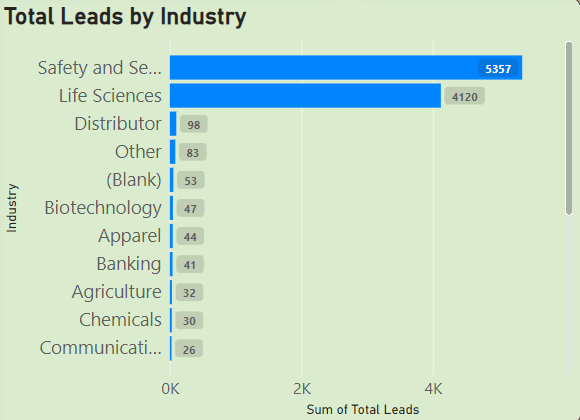 Total Leads by Industry
Safety and Se... 5357
Life Sciences 4120
Distributor 98
Other 83
(Blank) 53
Biotechnology 47
Apparel 44
Banking 41
Agriculture 32
Chemicals 30
Communicati... 26
Industry
0K 2K 4K
Sum of Total Leads